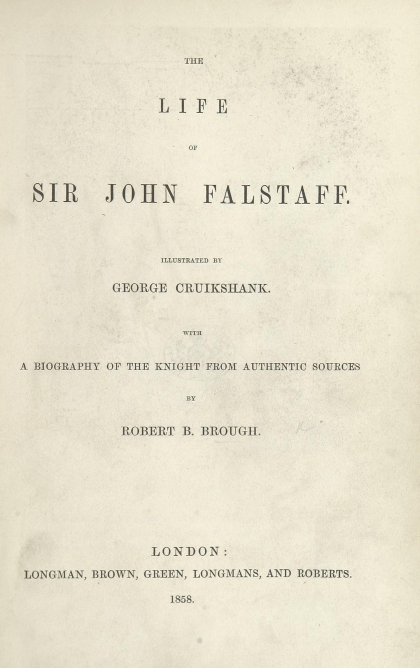 THE
LIFE
OF
SIR JOHN FALSTAFF.
ILLUSTRATED BY
GEORGE CRUIKSHANK.
WITH
A BIOGRAPHY OF THE KNIGHT FROM AUTHENTIC SOURCES
BY
ROBERT B. BROUGH.
LONDON:
LONGMAN, BROWN, GREEN, LONGMANS, AND ROBERTS.
1858.